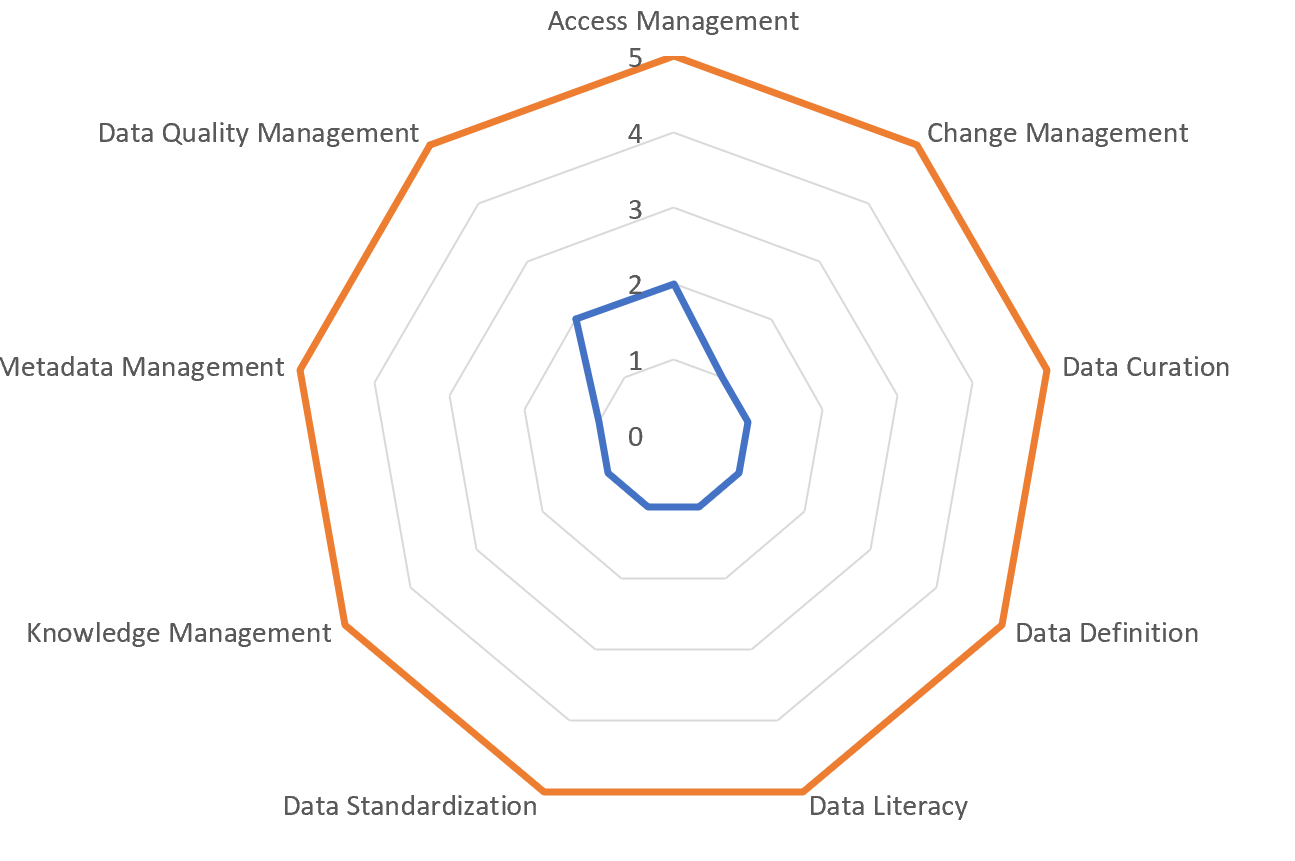 Access Management
5
Data Quality Management
4
Change Management
3
2
Metadata Management
1
Data Curation
0
Knowledge Management
Data Definition
Data Standardization
Data Literacy